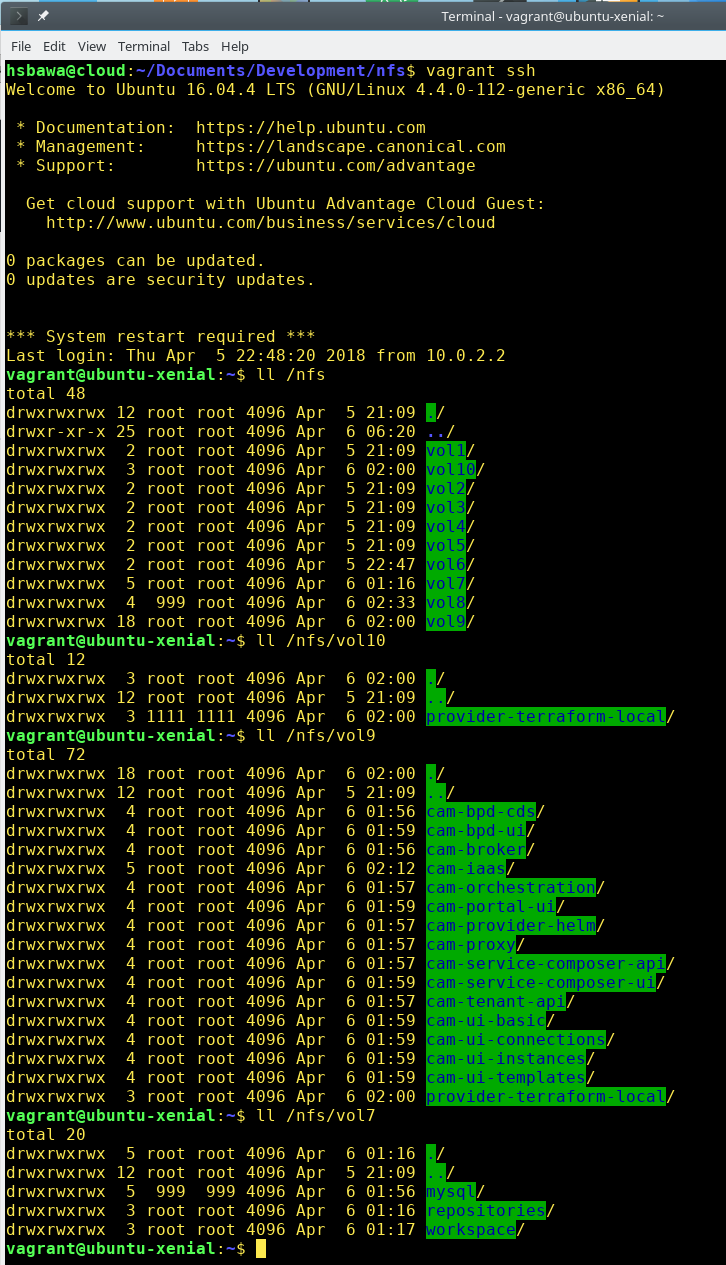 Terminal - vagrant@ubuntu-xenial: ~
File Edit View Terminal Tabs Help
hsbawa@cloud:~/Documents/Development/nfs$ vagrant ssh
Welcome to Ubuntu 16.04.4 LTS (GNU/Linux 4.4.0-112-generic x86_64)
* Documentation:  https://help.ubuntu.com
* Management:     https://landscape.canonical.com
* Support:        https://ubuntu.com/advantage
Get cloud support with Ubuntu Advantage Cloud Guest:
http://www.ubuntu.com/business/services/cloud
0 packages can be updated.
0 updates are security updates.
*** System restart required ***
Last login: Thu Apr  5 22:48:20 2018 from 10.0.2.2
vagrant@ubuntu-xenial:~$ ll /nfs
total 48
drwxrwxrwx 12 root root 4096 Apr  5 21:09 ./
drwxr-xr-x 25 root root 4096 Apr  6 06:20 ../
drwxrwxrwx  2 root root 4096 Apr  5 21:09 vol1/
drwxrwxrwx  3 root root 4096 Apr  6 02:00 vol10/
drwxrwxrwx  2 root root 4096 Apr  5 21:09 vol2/
drwxrwxrwx  2 root root 4096 Apr  5 21:09 vol3/
drwxrwxrwx  2 root root 4096 Apr  5 21:09 vol4/
drwxrwxrwx  2 root root 4096 Apr  5 21:09 vol5/
drwxrwxrwx  2 root root 4096 Apr  5 22:47 vol6/
drwxrwxrwx  5 root root 4096 Apr  6 01:16 vol7/
drwxrwxrwx  4  999 root 4096 Apr  6 02:33 vol8/
drwxrwxrwx 18 root root 4096 Apr  6 02:00 vol9/
vagrant@ubuntu-xenial:~$ ll /nfs/vol10
total 12
drwxrwxrwx  3 root root 4096 Apr  6 02:00 ./
drwxrwxrwx 12 root root 4096 Apr  5 21:09 ../
drwxrwxrwx  3 1111 1111 4096 Apr  6 02:00 provider-terraform-local/
vagrant@ubuntu-xenial:~$ ll /nfs/vol9
total 72
drwxrwxrwx 18 root root 4096 Apr  6 02:00 ./
drwxrwxrwx 12 root root 4096 Apr  5 21:09 ../
drwxrwxrwx  4 root root 4096 Apr  6 01:56 cam-bpd-cds/
drwxrwxrwx  4 root root 4096 Apr  6 01:59 cam-bpd-ui/
drwxrwxrwx  4 root root 4096 Apr  6 01:56 cam-broker/
drwxrwxrwx  5 root root 4096 Apr  6 02:12 cam-iaas/
drwxrwxrwx  4 root root 4096 Apr  6 01:57 cam-orchestration/
drwxrwxrwx  4 root root 4096 Apr  6 01:59 cam-portal-ui/
drwxrwxrwx  4 root root 4096 Apr  6 01:57 cam-provider-helm/
drwxrwxrwx  4 root root 4096 Apr  6 01:57 cam-proxy/
drwxrwxrwx  4 root root 4096 Apr  6 01:57 cam-service-composer-api/
drwxrwxrwx  4 root root 4096 Apr  6 01:59 cam-service-composer-ui/
drwxrwxrwx  4 root root 4096 Apr  6 01:57 cam-tenant-api/
drwxrwxrwx  4 root root 4096 Apr  6 01:59 cam-ui-basic/
drwxrwxrwx  4 root root 4096 Apr  6 01:59 cam-ui-connections/
drwxrwxrwx  4 root root 4096 Apr  6 01:59 cam-ui-instances/
drwxrwxrwx  4 root root 4096 Apr  6 01:59 cam-ui-templates/
drwxrwxrwx  3 root root 4096 Apr  6 02:00 provider-terraform-local/
vagrant@ubuntu-xenial:~$ ll /nfs/vol7
total 20
drwxrwxrwx  5 root root 4096 Apr  6 01:16 ./
drwxrwxrwx 12 root root 4096 Apr  5 21:09 ../
drwxrwxrwx  5  999  999 4096 Apr  6 01:56 mysql/
drwxrwxrwx  3 root root 4096 Apr  6 01:16 repositories/
drwxrwxrwx  3 root root 4096 Apr  6 01:17 workspace/
vagrant@ubuntu-xenial:~$